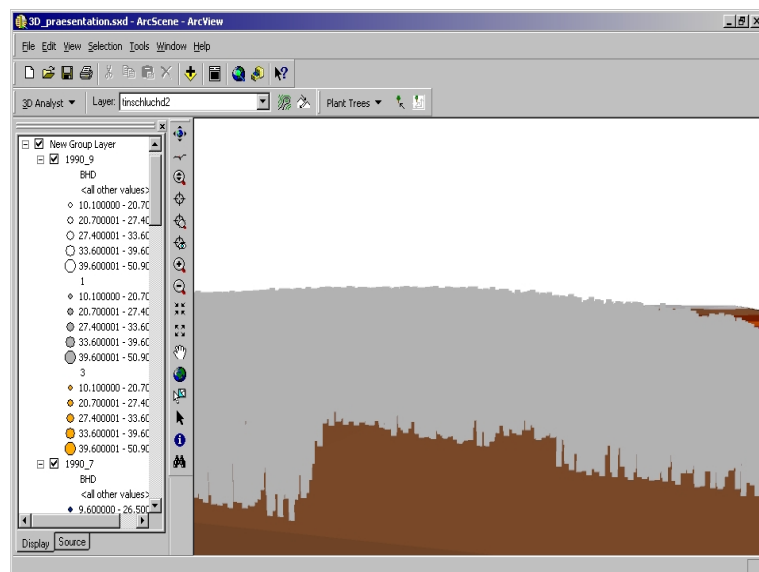 3D_praesentation.sxd - ArcScene - ArcView
File Edit View Selection Tools Window Help
3D Analyst Layer: tinschluchd2 Plant Trees
New Group Layer
1990_9
BHD
<all other values>
10.100000 - 20.70
20.700001 - 27.40
27.400001 - 33.60
33.600001 - 39.60
39.600001 - 50.90
1
10.100000 - 20.70
20.700001 - 27.40
27.400001 - 33.60
33.600001 - 39.60
39.600001 - 50.90
3
10.100000 - 20.70
20.700001 - 27.40
27.400001 - 33.60
33.600001 - 39.60
39.600001 - 50.90
1990_7
BHD
<all other values>
9.600000 - 26.500
Display Source